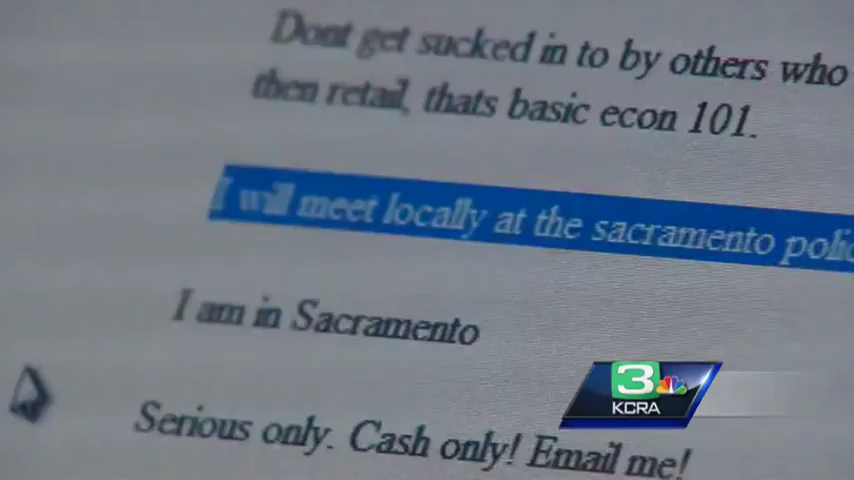 Dont get sucked in to by others who
then retail, thats basic econ 101.
I will meet locally at the sacramento polic
I am in Sacramento
Serious only. Cash only! Email me!
3
KCRA